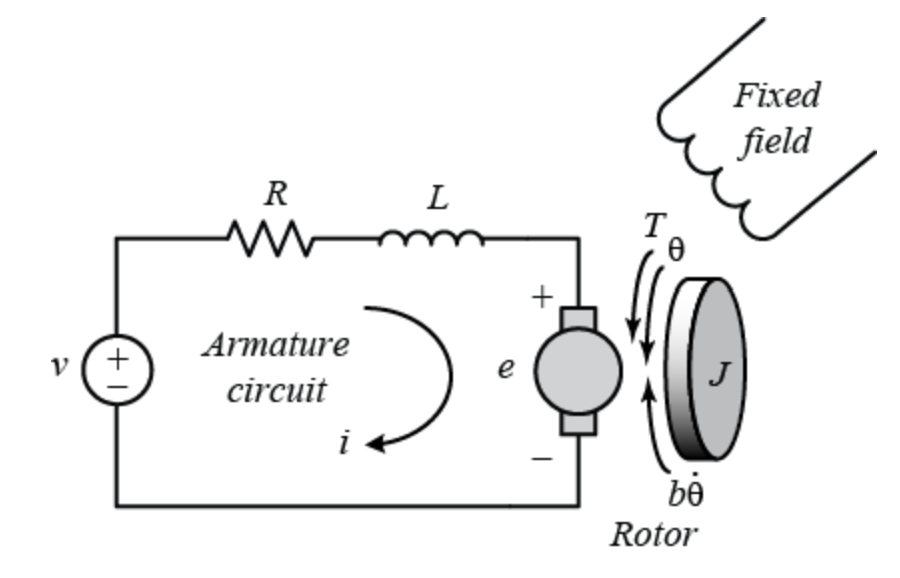 Fixed
field
R
L
T
θ
+
Armature
circuit
v
+
−
e
J
i
−
bθ̇
Rotor